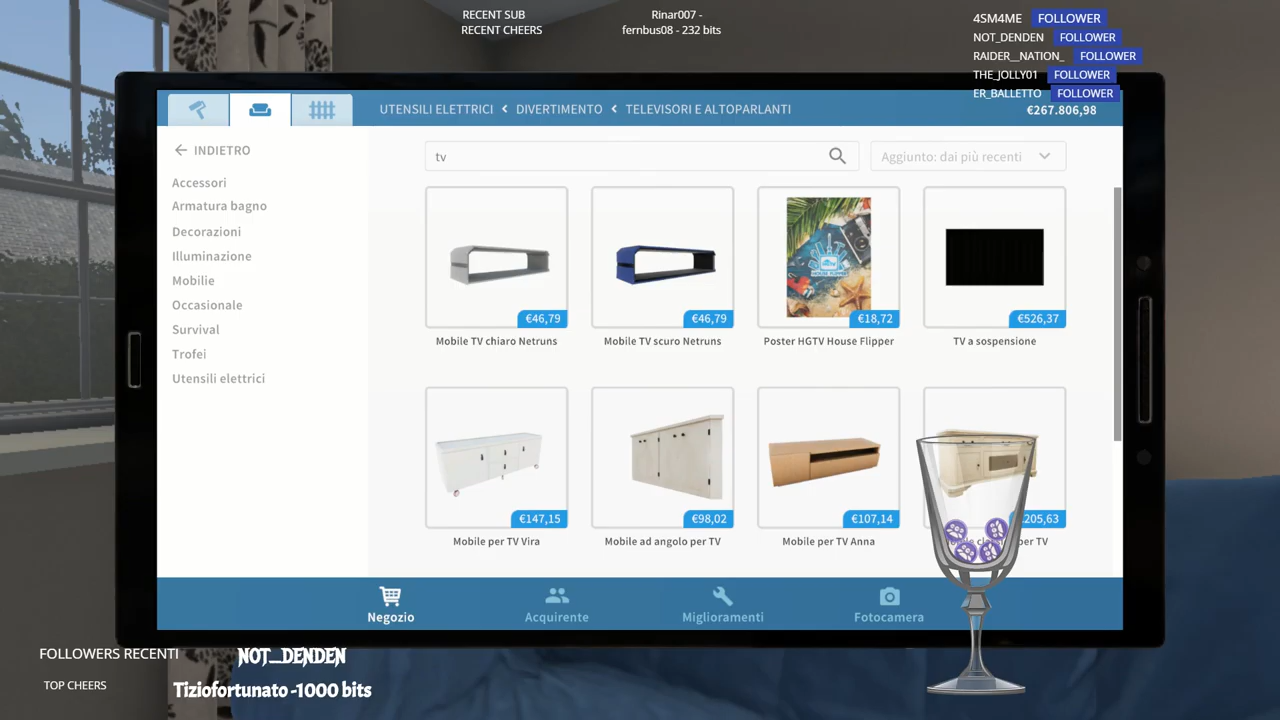 RECENT SUB
RECENT CHEERS
Rinar007 -
fernbus08 - 232 bits
4SM4ME FOLLOWER
NOT_DENDEN FOLLOWER
RAIDER__NATION_ FOLLOWER
THE_JOLLY01 FOLLOWER
ER_BALLETTO FOLLOWER
UTENSILI ELETTRICI < DIVERTIMENTO < TELEVISORI E ALTOPARLANTI
€267.806,98
INDIETRO
Accessori
Armatura bagno
Decorazioni
Illuminazione
Mobilie
Occasionale
Survival
Trofei
Utensili elettrici
tv
Aggiunto: dai più recenti
€46,79
Mobile TV chiaro Netruns
€46,79
Mobile TV scuro Netruns
HOUSE FLIPPER
€18,72
Poster HGTV House Flipper
€526,37
TV a sospensione
€147,15
Mobile per TV Vira
€98,02
Mobile ad angolo per TV
€107,14
Mobile per TV Anna
205,63
per TV
Negozio
Acquirente
Miglioramenti
Fotocamera
FOLLOWERS RECENTI
NOT_DENDEN
TOP CHEERS
Tiziofortunato -1000 bits